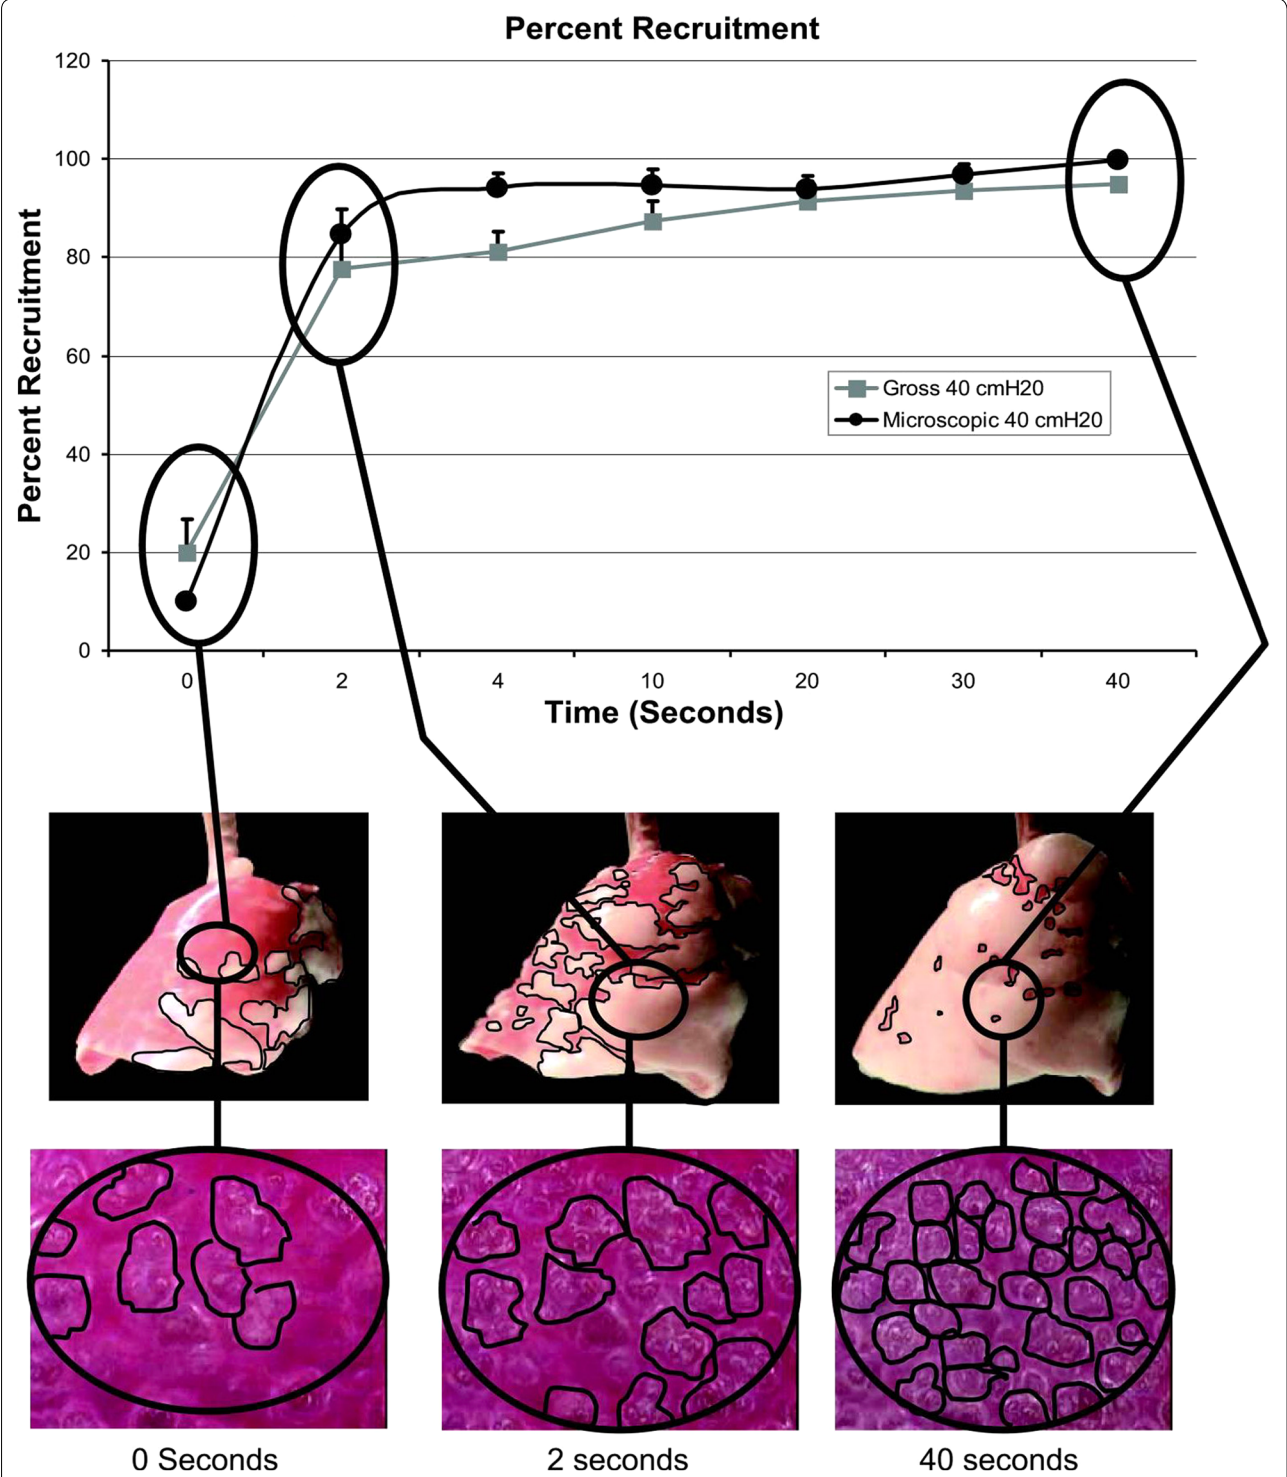 Percent Recruitment
120
100
80
60
40
20
0
Percent Recruitment
Gross 40 cmH20
Microscopic 40 cmH20
0 2 4 10 20 30 40
Time (Seconds)
0 Seconds 2 seconds 40 seconds